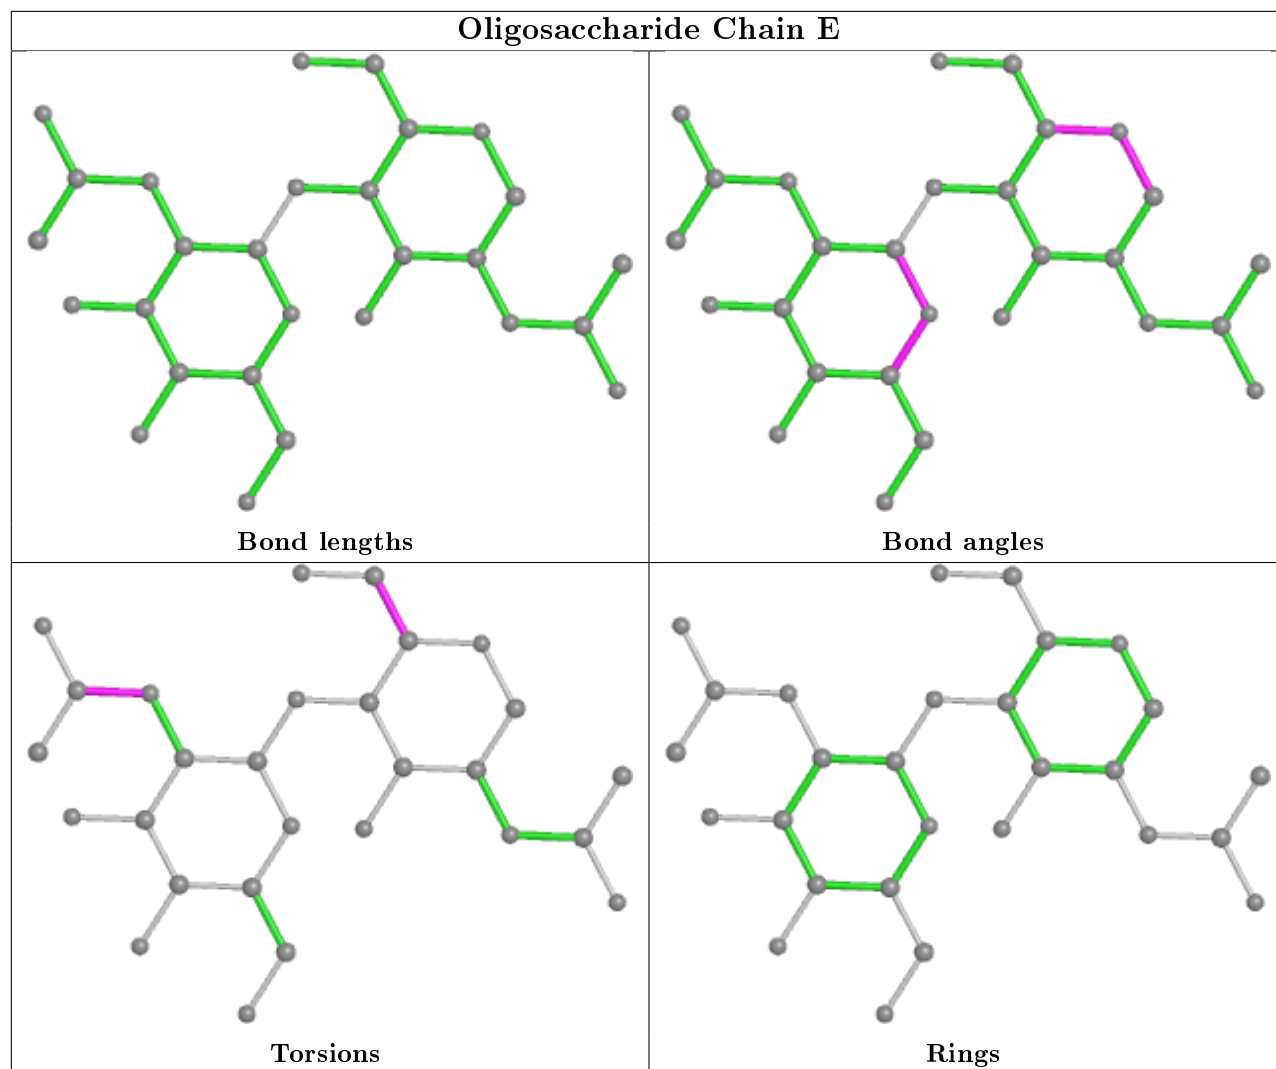 Oligosaccharide Chain E
Bond lengths
Bond angles
Torsions
Rings